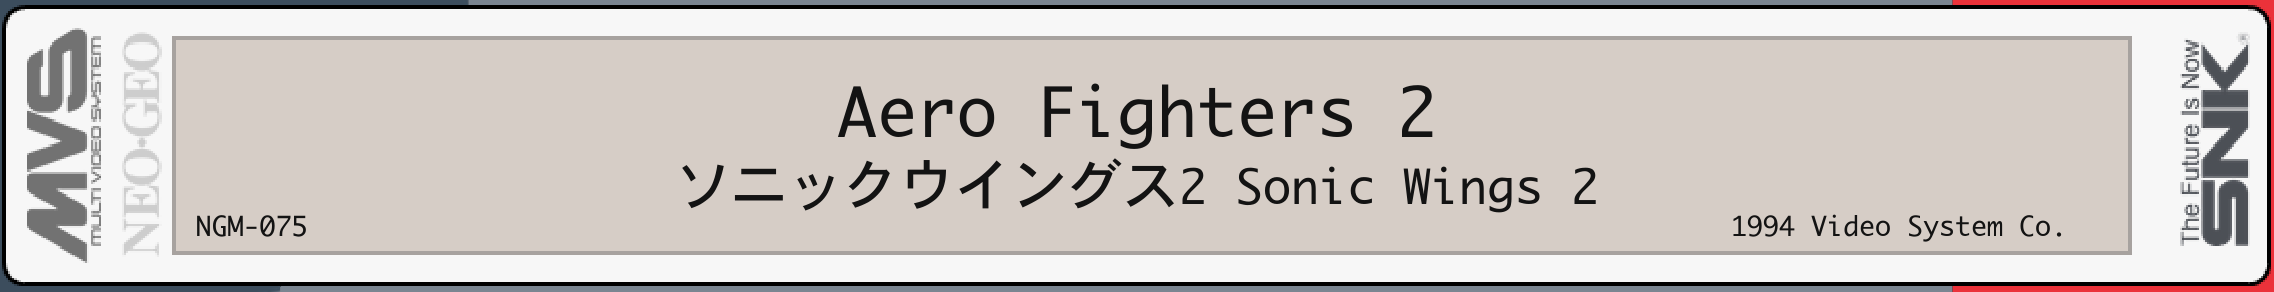 MVS
MULTI VIDEO SYSTEM
NEO·GEO
Aero Fighters 2
ソニックウイングス2 Sonic Wings 2
NGM-075
1994 Video System Co.
The Future Is Now
SNK®